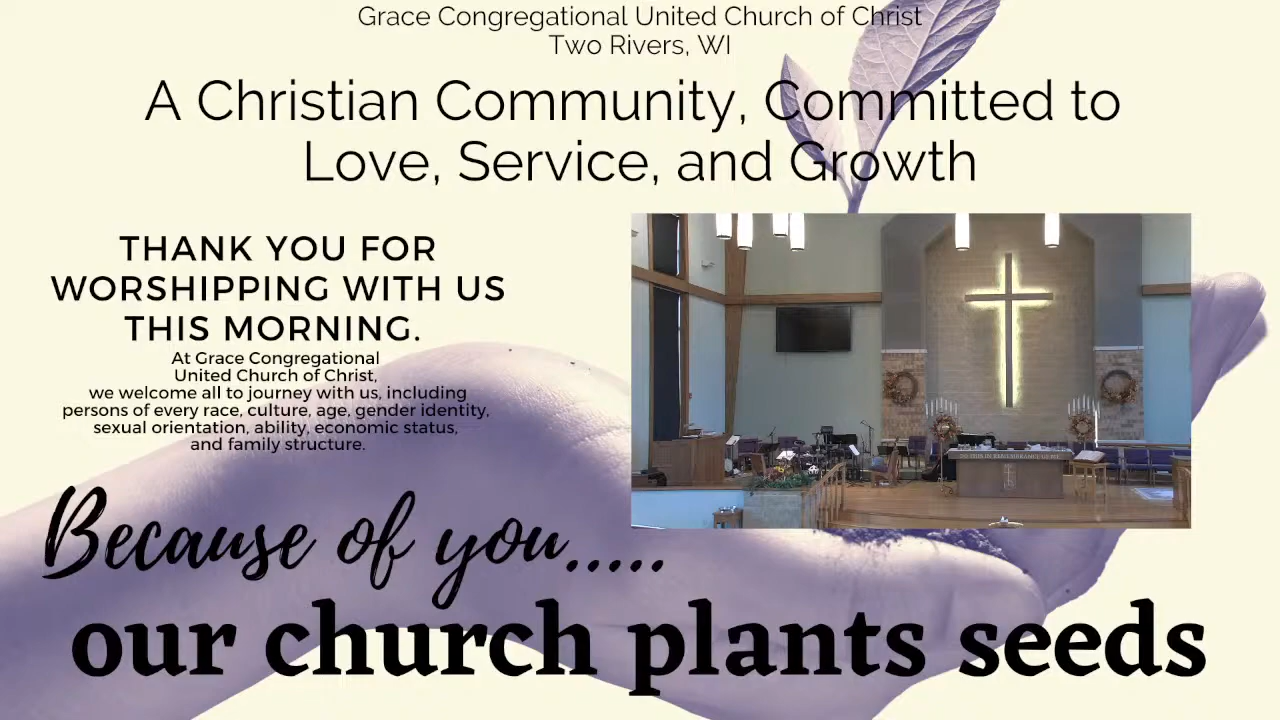 Grace Congregational United Church of Christ
Two Rivers, WI
A Christian Community, Committed to
Love, Service, and Growth
THANK YOU FOR
WORSHIPPING WITH US
THIS MORNING.
At Grace Congregational
United Church of Christ,
we welcome all to journey with us, including
persons of every race, culture, age, gender identity,
sexual orientation, ability, economic status,
and family structure.
Because of you.....
our church plants seeds